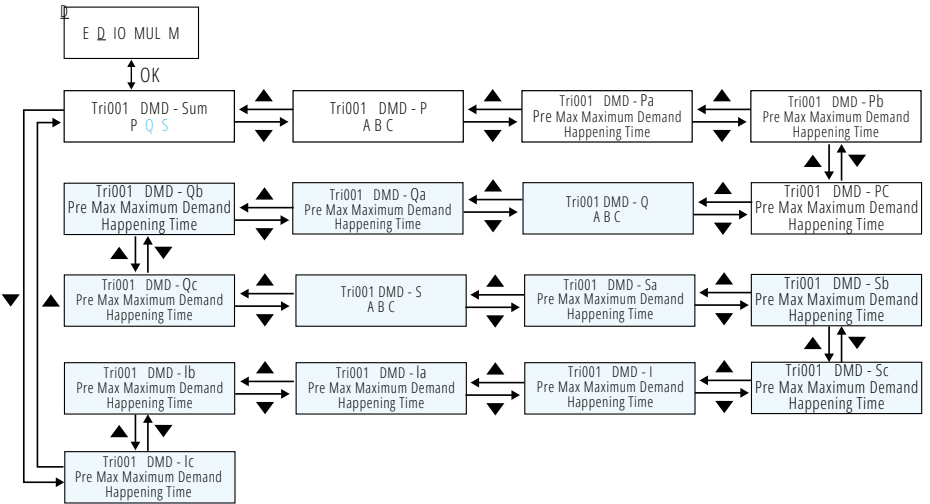 D
E D IO MUL M
OK
Tri001 DMD - Sum
P Q S
Tri001 DMD - P
A B C
Tri001 DMD - Pa
Pre Max Maximum Demand
Happening Time
Tri001 DMD - Pb
Pre Max Maximum Demand
Happening Time
Tri001 DMD - Qb
Pre Max Maximum Demand
Happening Time
Tri001 DMD - Qa
Pre Max Maximum Demand
Happening Time
Tri001 DMD - Q
A B C
Tri001 DMD - PC
Pre Max Maximum Demand
Happening Time
Tri001 DMD - Qc
Pre Max Maximum Demand
Happening Time
Tri001 DMD - S
A B C
Tri001 DMD - Sa
Pre Max Maximum Demand
Happening Time
Tri001 DMD - Sb
Pre Max Maximum Demand
Happening Time
Tri001 DMD - Ib
Pre Max Maximum Demand
Happening Time
Tri001 DMD - Ia
Pre Max Maximum Demand
Happening Time
Tri001 DMD - I
Pre Max Maximum Demand
Happening Time
Tri001 DMD - Sc
Pre Max Maximum Demand
Happening Time
Tri001 DMD - Ic
Pre Max Maximum Demand
Happening Time